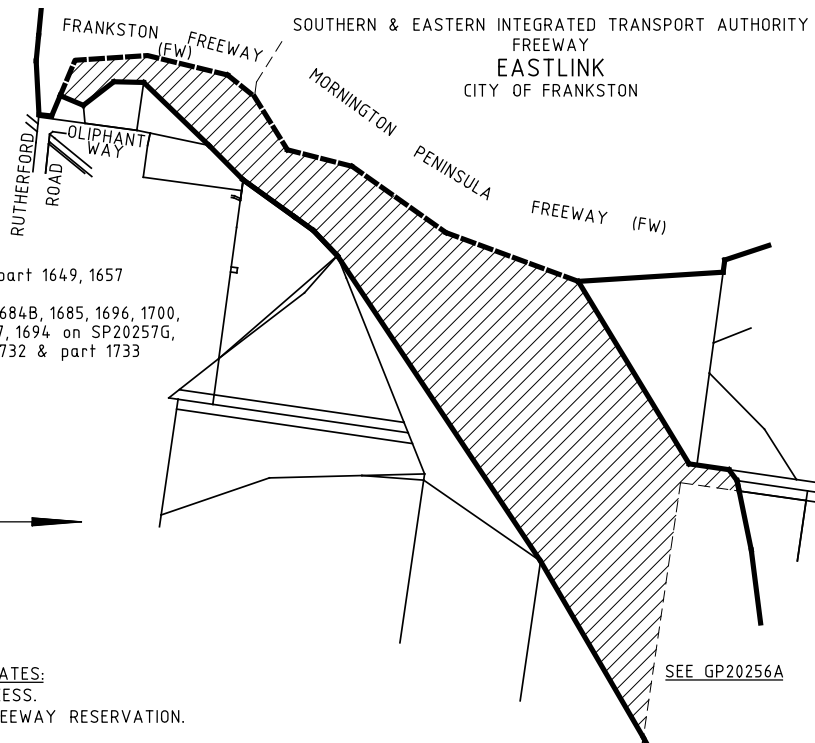 SOUTHERN & EASTERN INTEGRATED TRANSPORT AUTHORITY
FREEWAY
EASTLINK
CITY OF FRANKSTON
FRANKSTON FREEWAY
(FW)
MORNINGTON PENINSULA FREEWAY (FW)
OLIPHANT
WAY
RUTHERFORD
ROAD
part 1649, 1657
684B, 1685, 1696, 1700,
7, 1694 on SP20257G,
732 & part 1733
SEE GP20256A
ATES:
ESS.
EEWAY RESERVATION.